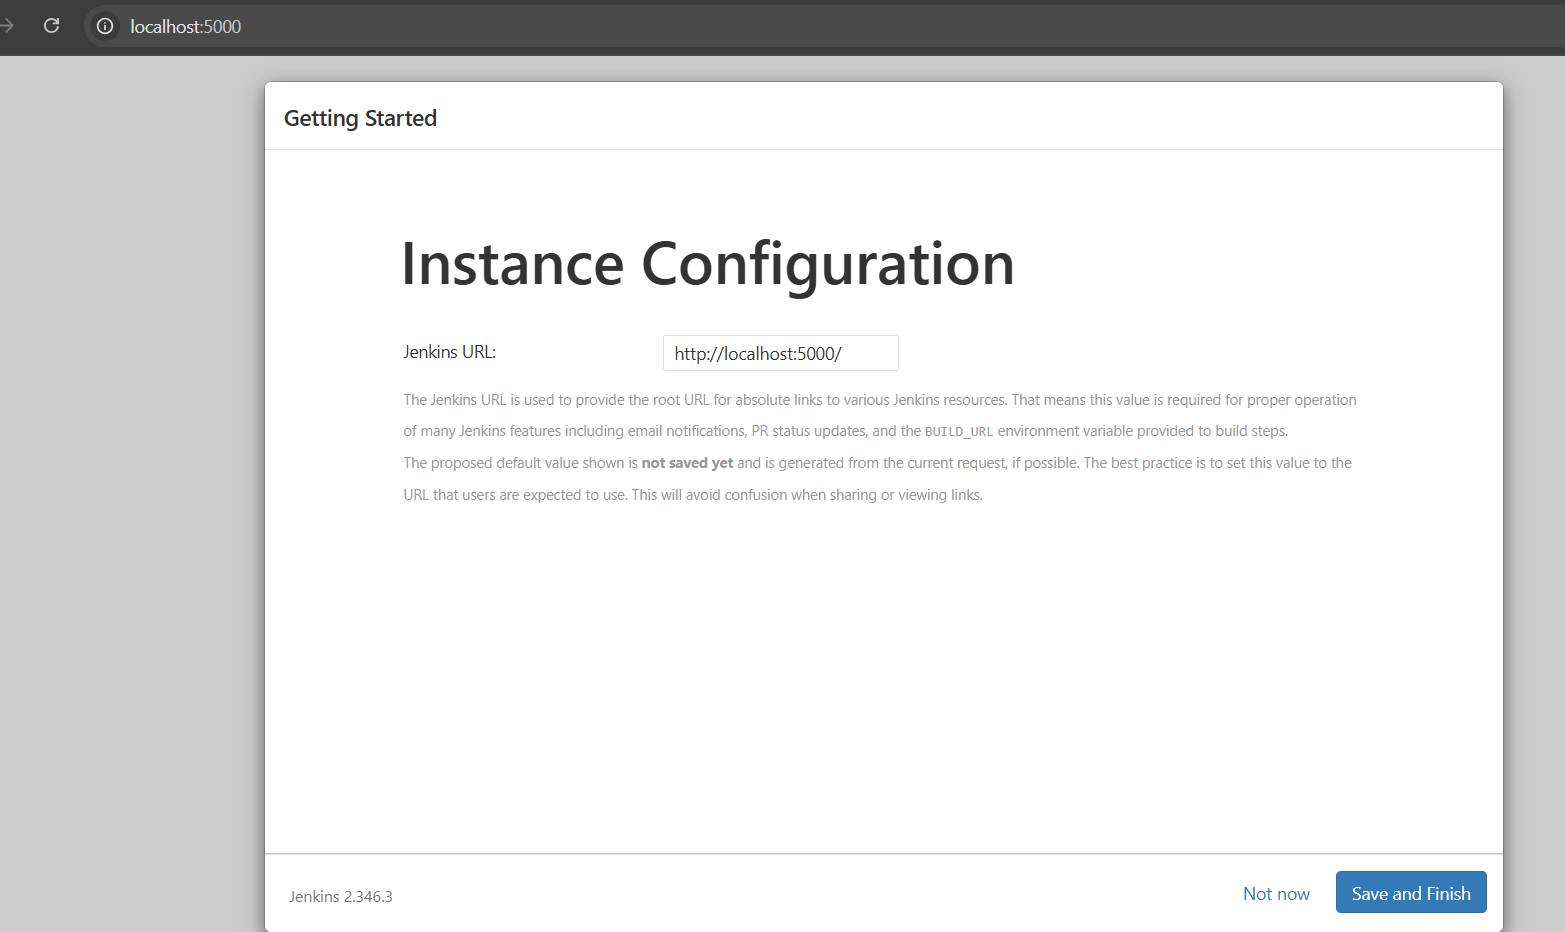 localhost:5000
Getting Started
Instance Configuration
Jenkins URL:
http://localhost:5000/
The Jenkins URL is used to provide the root URL for absolute links to various Jenkins resources. That means this value is required for proper operation
of many Jenkins features including email notifications, PR status updates, and the BUILD_URL environment variable provided to build steps.
The proposed default value shown is not saved yet and is generated from the current request, if possible. The best practice is to set this value to the
URL that users are expected to use. This will avoid confusion when sharing or viewing links.
Jenkins 2.346.3
Not now
Save and Finish